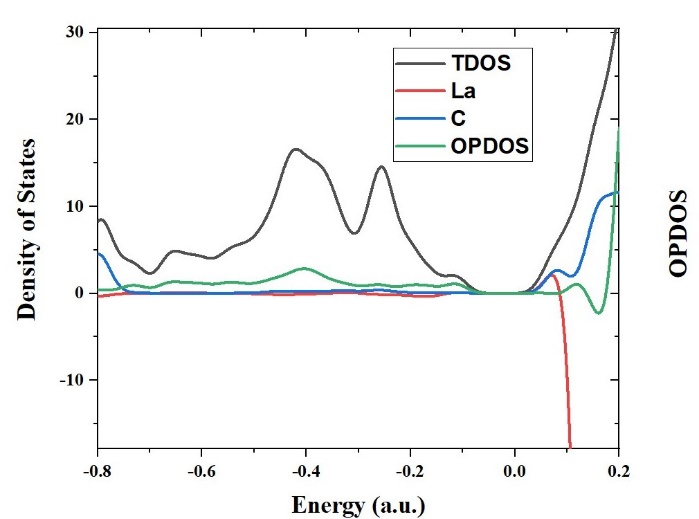 30
20
10
0
-10
-0.8
-0.6
-0.4
-0.2
0.0
0.2
Density of States
Energy (a.u.)
OPDOS
TDOS
La
C
OPDOS